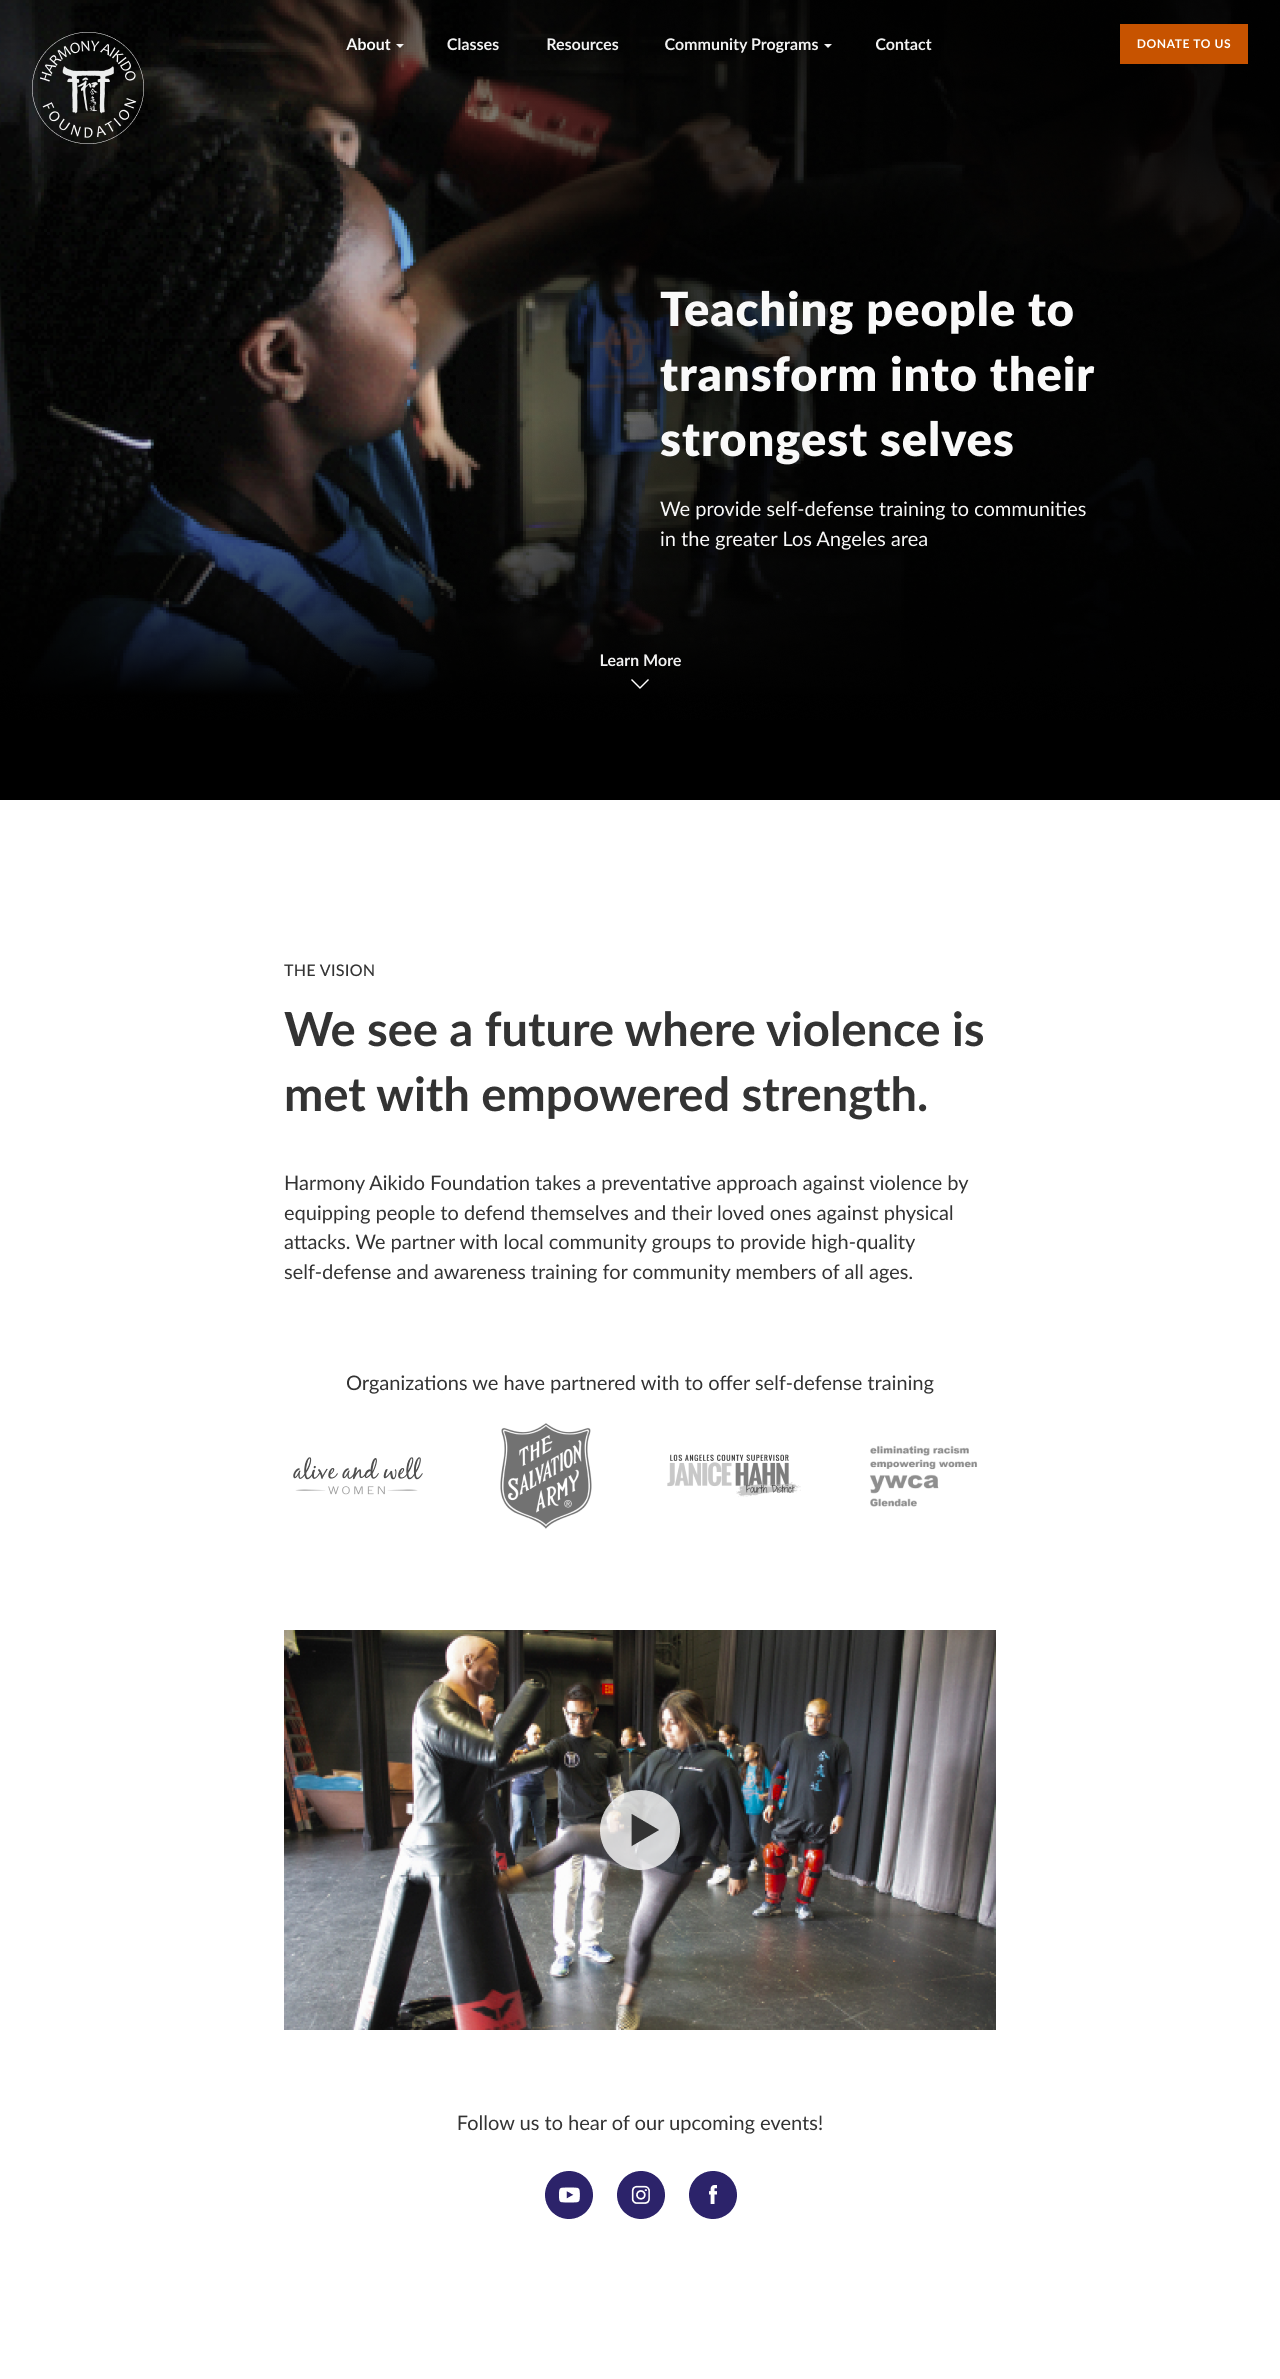 HARMONY AIKIDO
FOUNDATION
About
Classes
Resources
Community Programs
Contact
DONATE TO US
Teaching people to
transform into their
strongest selves
We provide self-defense training to communities
in the greater Los Angeles area
Learn More
THE VISION
We see a future where violence is
met with empowered strength.
Harmony Aikido Foundation takes a preventative approach against violence by
equipping people to defend themselves and their loved ones against physical
attacks. We partner with local community groups to provide high-quality
self-defense and awareness training for community members of all ages.
Organizations we have partnered with to offer self-defense training
alive and well
WOMEN
THE
SALVATION
ARMY®
LOS ANGELES COUNTY SUPERVISOR
JANICE HAHN
Fourth District
eliminating racism
empowering women
ywca
Glendale
Follow us to hear of our upcoming events!